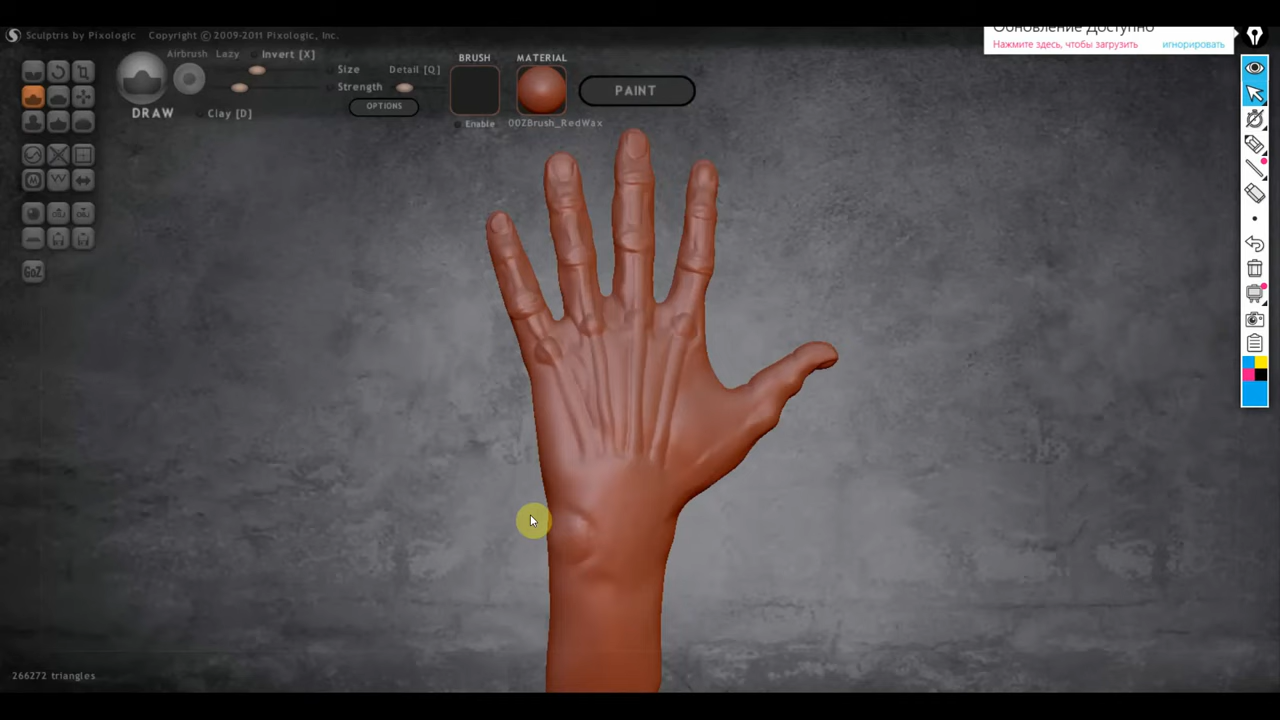 Sculptris by Pixologic Copyright © 2009-2011 Pixologic, Inc.
Обновление Доступно
Нажмите здесь, чтобы загрузить игнорировать
Airbrush Lazy Invert [X]
BRUSH MATERIAL
Size Detail [Q]
Strength
PAINT
OPTIONS
DRAW Clay [D]
Enable 00ZBrush_RedWax
GoZ
266272 triangles